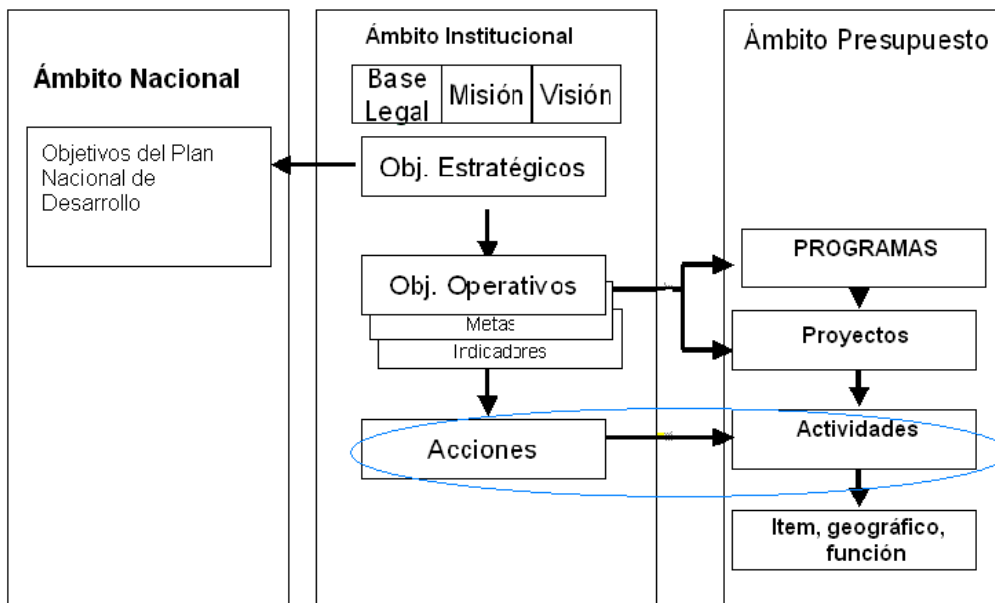 Ámbito Nacional
Objetivos del Plan
Nacional de
Desarrollo
Ámbito Institucional
Base
Legal
Misión
Visión
Obj. Estratégicos
Obj. Operativos
Metas
Indicadores
Acciones
Ámbito Presupuesto
PROGRAMAS
Proyectos
Actividades
Item, geográfico,
función